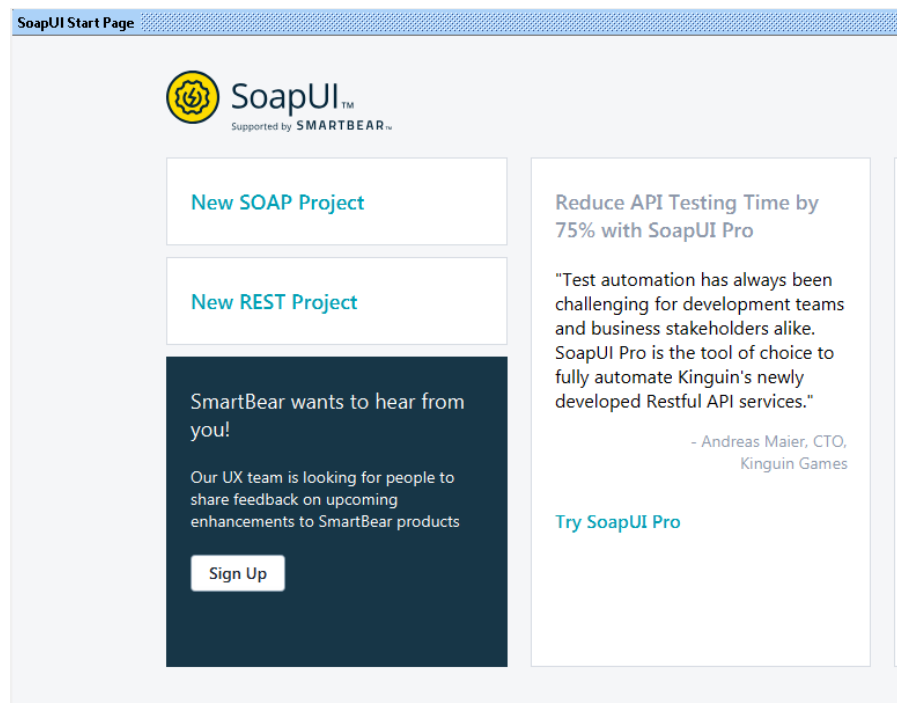 SoapUI Start Page
SoapUI™
Supported by SMARTBEAR™
New SOAP Project
New REST Project
SmartBear wants to hear from
you!
Our UX team is looking for people to
share feedback on upcoming
enhancements to SmartBear products
Sign Up
Reduce API Testing Time by
75% with SoapUI Pro
"Test automation has always been
challenging for development teams
and business stakeholders alike.
SoapUI Pro is the tool of choice to
fully automate Kinguin's newly
developed Restful API services."
- Andreas Maier, CTO,
Kinguin Games
Try SoapUI Pro